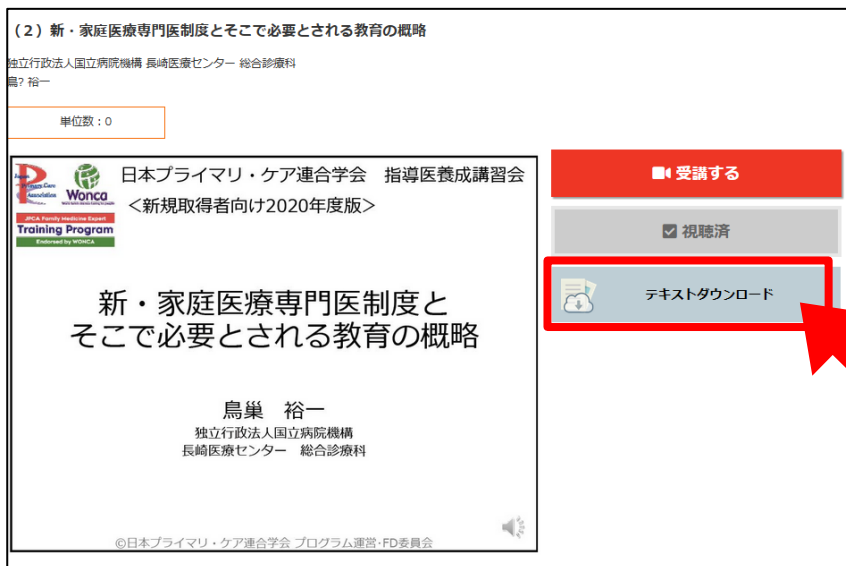 （2）新・家庭医療専門医制度とそこで必要とされる教育の概略
独立行政法人国立病院機構 長崎医療センター 総合診療科
鳥? 裕一
単位数：0
Japan
Primary Care
Association
Wonca
JPCA Family Medicine Expert
Training Program
Endorsed by WONCA
日本プライマリ・ケア連合学会　指導医養成講習会
＜新規取得者向け2020年度版＞
新・家庭医療専門医制度と
そこで必要とされる教育の概略
鳥巣　裕一
独立行政法人国立病院機構
長崎医療センター　総合診療科
©日本プライマリ・ケア連合学会 プログラム運営・FD委員会
受講する
視聴済
テキストダウンロード